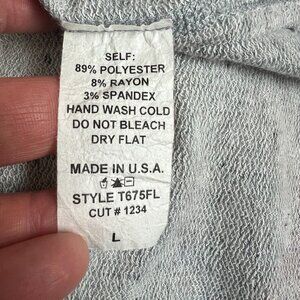 SELF:
89% POLYESTER
8% RAYON
3% SPANDEX
HAND WASH COLD
DO NOT BLEACH
DRY FLAT
MADE IN U.S.A.
STYLE T675FL
CUT # 1234
L